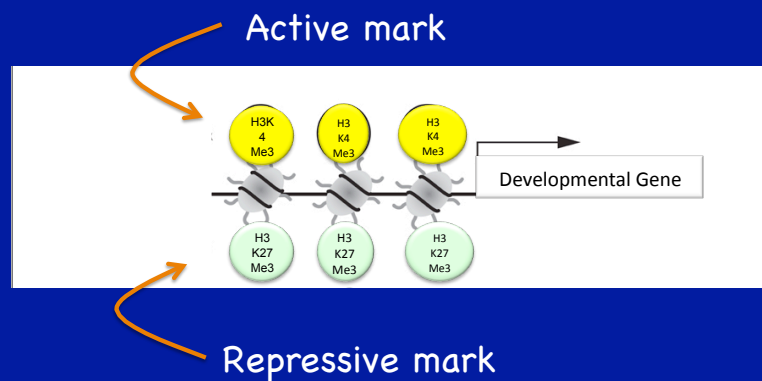 Active mark
H3K
4
Me3
H3
K4
Me3
H3
K4
Me3
Developmental Gene
H3
K27
Me3
H3
K27
Me3
H3
K27
Me3
Repressive mark